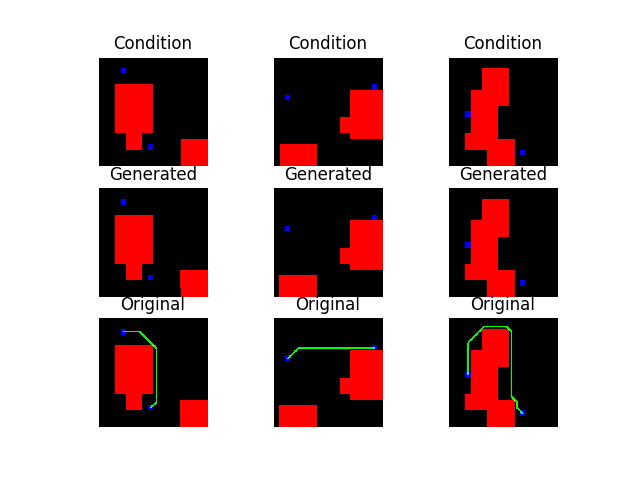 Condition
Condition
Condition
Generated
Generated
Generated
Original
Original
Original